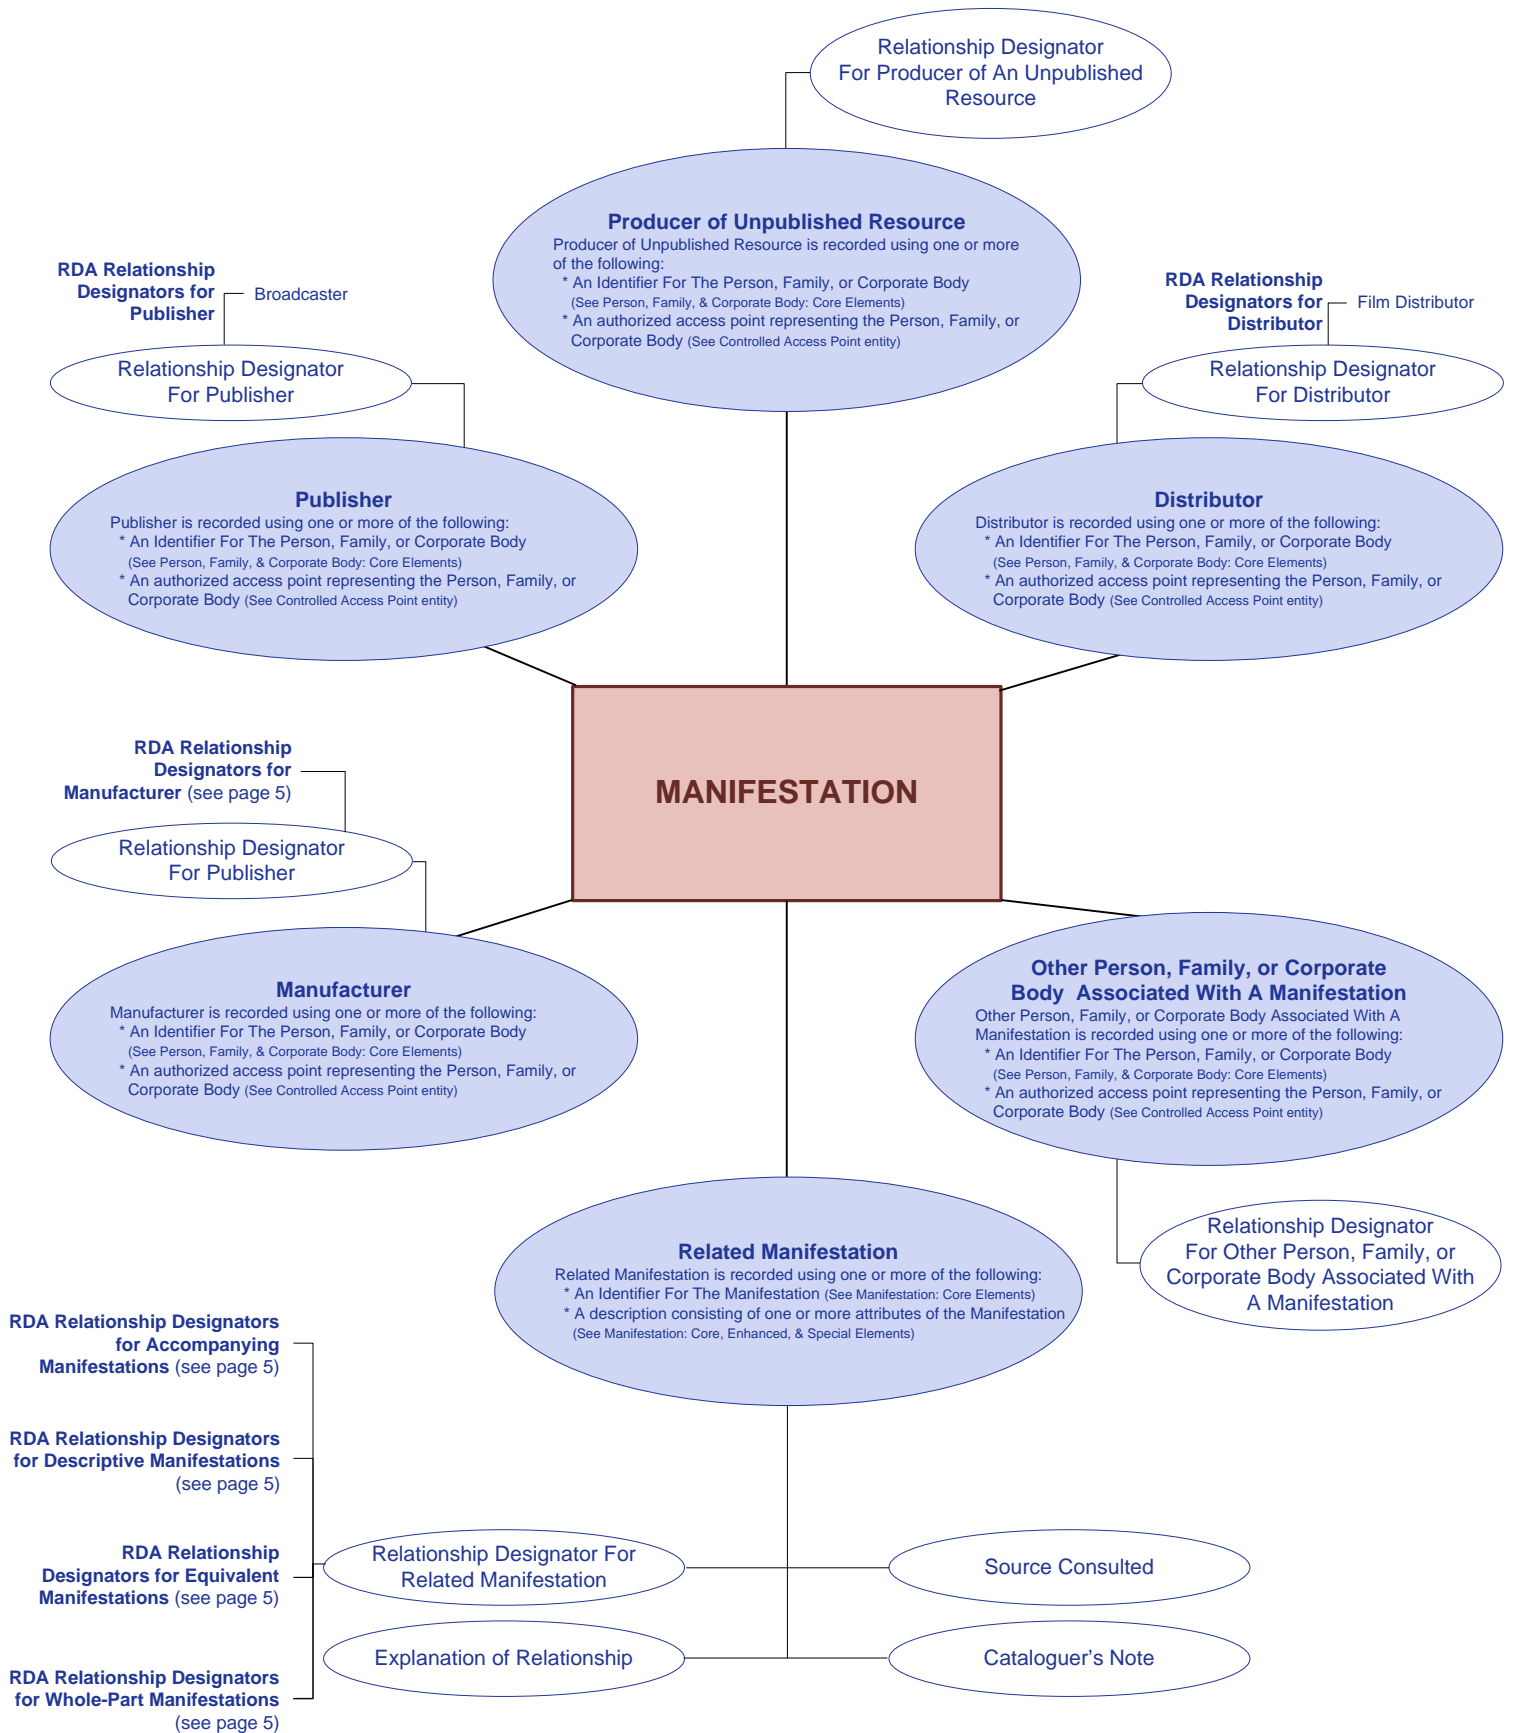 Relationship Designator
For Producer of An Unpublished
Resource
Producer of Unpublished Resource
Producer of Unpublished Resource is recorded using one or more
of the following:
* An Identifier For The Person, Family, or Corporate Body
(See Person, Family, & Corporate Body: Core Elements)
* An authorized access point representing the Person, Family, or
Corporate Body (See Controlled Access Point entity)
RDA Relationship
Designators for
Publisher
Broadcaster
Relationship Designator
For Publisher
RDA Relationship
Designators for
Distributor
Film Distributor
Relationship Designator
For Distributor
Publisher
Publisher is recorded using one or more of the following:
* An Identifier For The Person, Family, or Corporate Body
(See Person, Family, & Corporate Body: Core Elements)
* An authorized access point representing the Person, Family, or
Corporate Body (See Controlled Access Point entity)
Distributor
Distributor is recorded using one or more of the following:
* An Identifier For The Person, Family, or Corporate Body
(See Person, Family, & Corporate Body: Core Elements)
* An authorized access point representing the Person, Family, or
Corporate Body (See Controlled Access Point entity)
MANIFESTATION
RDA Relationship
Designators for
Manufacturer (see page 5)
Relationship Designator
For Publisher
Manufacturer
Manufacturer is recorded using one or more of the following:
* An Identifier For The Person, Family, or Corporate Body
(See Person, Family, & Corporate Body: Core Elements)
* An authorized access point representing the Person, Family, or
Corporate Body (See Controlled Access Point entity)
Other Person, Family, or Corporate
Body Associated With A Manifestation
Other Person, Family, or Corporate Body Associated With A
Manifestation is recorded using one or more of the following:
* An Identifier For The Person, Family, or Corporate Body
(See Person, Family, & Corporate Body: Core Elements)
* An authorized access point representing the Person, Family, or
Corporate Body (See Controlled Access Point entity)
Relationship Designator
For Other Person, Family, or
Corporate Body Associated With
A Manifestation
Related Manifestation
Related Manifestation is recorded using one or more of the following:
* An Identifier For The Manifestation (See Manifestation: Core Elements)
* A description consisting of one or more attributes of the Manifestation
(See Manifestation: Core, Enhanced, & Special Elements)
RDA Relationship Designators
for Accompanying
Manifestations (see page 5)
RDA Relationship Designators
for Descriptive Manifestations
(see page 5)
RDA Relationship
Designators for Equivalent
Manifestations (see page 5)
RDA Relationship Designators
for Whole-Part Manifestations
(see page 5)
Relationship Designator For
Related Manifestation
Source Consulted
Explanation of Relationship
Cataloguer's Note